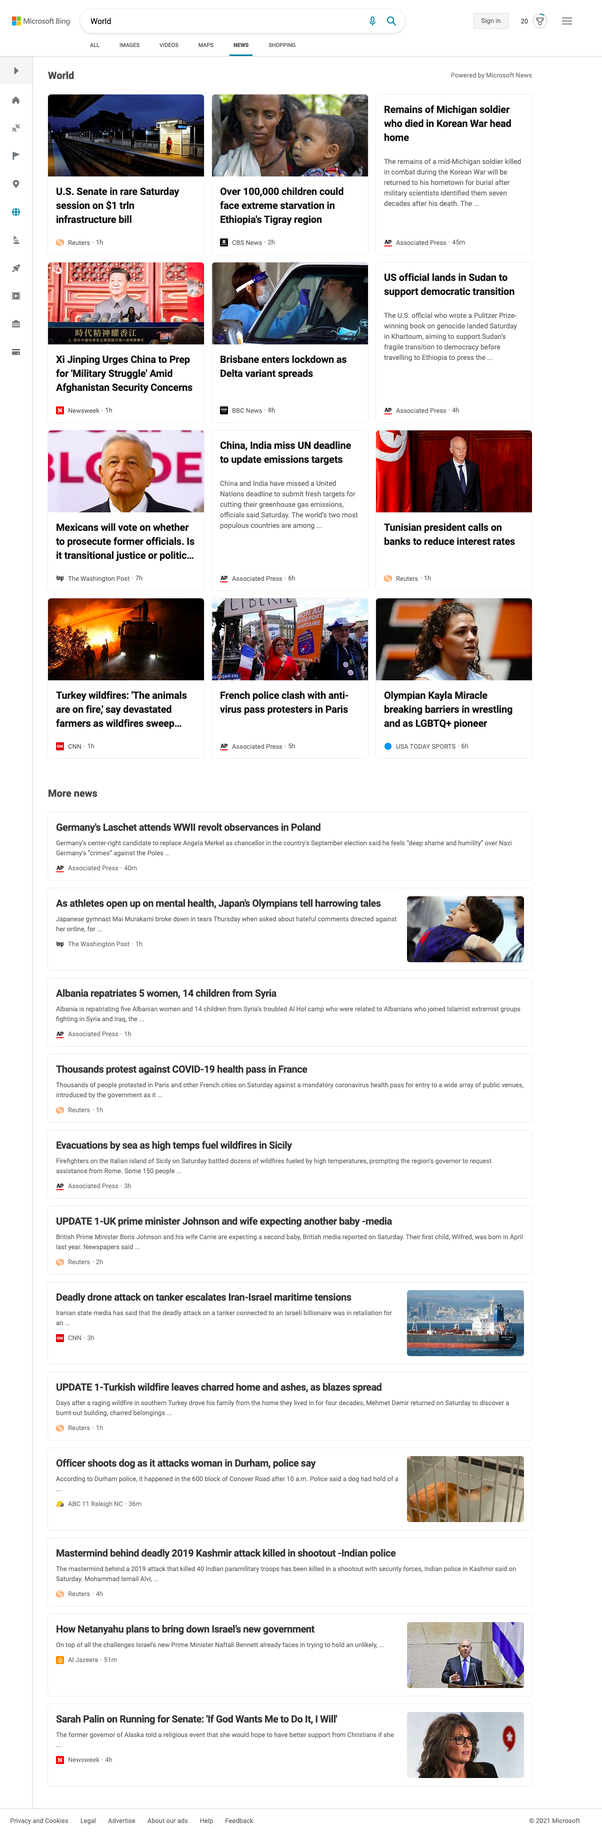 Microsoft Bing
World
Sign in
20
ALL
IMAGES
VIDEOS
MAPS
NEWS
SHOPPING
World
Powered by Microsoft News
U.S. Senate in rare Saturday
session on $1 trln
infrastructure bill
Reuters · 1h
Over 100,000 children could
face extreme starvation in
Ethiopia's Tigray region
CBS News · 2h
Remains of Michigan soldier
who died in Korean War head
home
The remains of a mid-Michigan soldier killed
in combat during the Korean War will be
returned to his hometown for burial after
military scientists identified them seven
decades after his death. The ...
AP Associated Press · 45m
時代精神耀香江
Xi Jinping Urges China to Prep
for 'Military Struggle' Amid
Afghanistan Security Concerns
N Newsweek · 1h
Brisbane enters lockdown as
Delta variant spreads
BBC News · 8h
US official lands in Sudan to
support democratic transition
The U.S. official who wrote a Pulitzer Prize-
winning book on genocide landed Saturday
in Khartoum, aiming to support Sudan's
fragile transition to democracy before
travelling to Ethiopia to press the ...
AP Associated Press · 4h
Mexicans will vote on whether
to prosecute former officials. Is
it transitional justice or politic...
wp The Washington Post · 7h
China, India miss UN deadline
to update emissions targets
China and India have missed a United
Nations deadline to submit fresh targets for
cutting their greenhouse gas emissions,
officials said Saturday. The world's two most
populous countries are among ...
AP Associated Press · 6h
Tunisian president calls on
banks to reduce interest rates
Reuters · 1h
Turkey wildfires: 'The animals
are on fire,' say devastated
farmers as wildfires sweep...
CNN · 1h
LIBERTÉ
French police clash with anti-
virus pass protesters in Paris
AP Associated Press · 5h
Olympian Kayla Miracle
breaking barriers in wrestling
and as LGBTQ+ pioneer
USA TODAY SPORTS · 6h
More news
Germany's Laschet attends WWII revolt observances in Poland
Germany's center-right candidate to replace Angela Merkel as chancellor in the country's September election said he feels "deep shame and humility" over Nazi
Germany's "crimes" against the Poles ...
AP Associated Press · 40m
As athletes open up on mental health, Japan's Olympians tell harrowing tales
Japanese gymnast Mai Murakami broke down in tears Thursday when asked about hateful comments directed against
her online, for ...
wp The Washington Post · 1h
Albania repatriates 5 women, 14 children from Syria
Albania is repatriating five Albanian women and 14 children from Syria's troubled Al Hol camp who were related to Albanians who joined Islamist extremist groups
fighting in Syria and Iraq, the ...
AP Associated Press · 1h
Thousands protest against COVID-19 health pass in France
Thousands of people protested in Paris and other French cities on Saturday against a mandatory coronavirus health pass for entry to a wide array of public venues,
introduced by the government as it ...
Reuters · 1h
Evacuations by sea as high temps fuel wildfires in Sicily
Firefighters on the Italian island of Sicily on Saturday battled dozens of wildfires fueled by high temperatures, prompting the region's governor to request
assistance from Rome. Some 150 people ...
AP Associated Press · 3h
UPDATE 1-UK prime minister Johnson and wife expecting another baby -media
British Prime Minister Boris Johnson and his wife Carrie are expecting a second baby, British media reported on Saturday. Their first child, Wilfred, was born in April
last year. Newspapers said ...
Reuters · 2h
Deadly drone attack on tanker escalates Iran-Israel maritime tensions
Iranian state media has said that the deadly attack on a tanker connected to an Israeli billionaire was in retaliation for
an ...
CNN · 3h
UPDATE 1-Turkish wildfire leaves charred home and ashes, as blazes spread
Days after a raging wildfire in southern Turkey drove his family from the home they lived in for four decades, Mehmet Demir returned on Saturday to discover a
burnt-out building, charred belongings ...
Reuters · 1h
Officer shoots dog as it attacks woman in Durham, police say
According to Durham police, it happened in the 600 block of Conover Road after 10 a.m. Police said a dog had hold of a
...
ABC 11 Raleigh NC · 36m
Mastermind behind deadly 2019 Kashmir attack killed in shootout -Indian police
The mastermind behind a 2019 attack that killed 40 Indian paramilitary troops has been killed in a shootout with security forces, Indian police in Kashmir said on
Saturday. Mohammad Ismail Alvi, ...
Reuters · 4h
How Netanyahu plans to bring down Israel's new government
On top of all the challenges Israel's new Prime Minister Naftali Bennett already faces in trying to hold an unlikely, ...
Al Jazeera · 51m
Sarah Palin on Running for Senate: 'If God Wants Me to Do It, I Will'
The former governor of Alaska told a religious event that she would hope to have better support from Christians if she
...
N Newsweek · 4h
Privacy and Cookies
Legal
Advertise
About our ads
Help
Feedback
© 2021 Microsoft